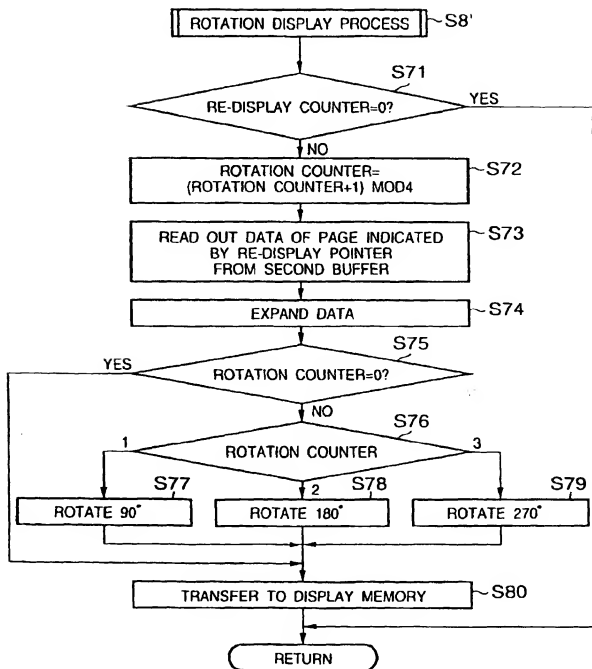 ROTATION DISPLAY PROCESS
S8'
S71
RE-DISPLAY COUNTER=0?
YES
NO
ROTATION COUNTER=
(ROTATION COUNTER+1) MOD4
S72
READ OUT DATA OF PAGE INDICATED
BY RE-DISPLAY POINTER
FROM SECOND BUFFER
S73
EXPAND DATA
S74
S75
YES
ROTATION COUNTER=0?
NO
S76
1
ROTATION COUNTER
3
2
S77
S78
S79
ROTATE 90°
ROTATE 180°
ROTATE 270°
TRANSFER TO DISPLAY MEMORY
S80
RETURN